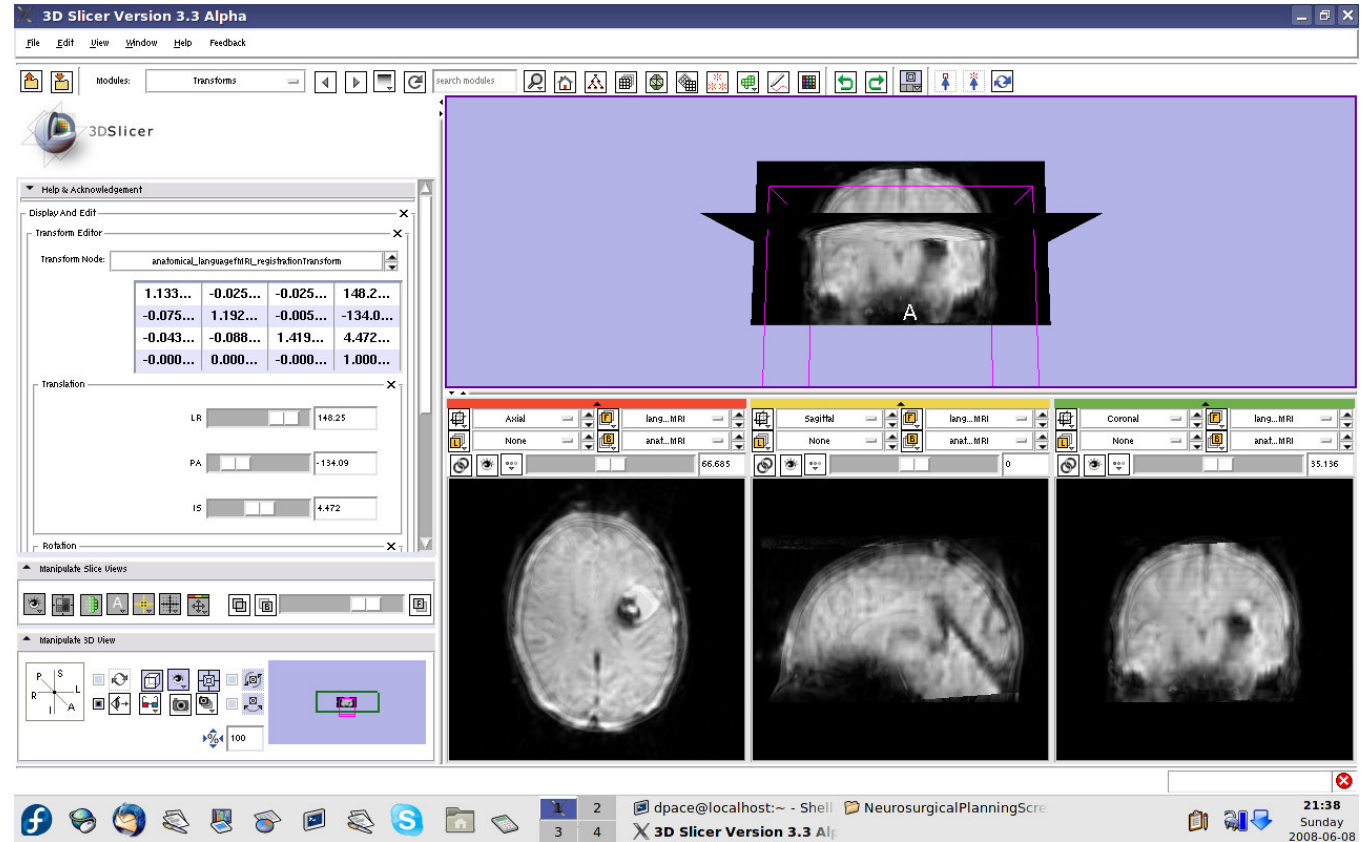 3D Slicer Version 3.3 Alpha
File Edit View Window Help Feedback
Modules: Transforms search modules
3DSlicer
Help & Acknowledgement
Display And Edit
Transform Editor
Transform Node: anatomical_languagefMRI_registrationTransform
1.133... -0.025... -0.025... 148.2...
-0.075... 1.192... -0.005... -134.0...
-0.043... -0.088... 1.419... 4.472...
-0.000... 0.000... -0.000... 1.000...
Translation
LR 148.25
PA -134.09
IS 4.472
Rotation
Manipulate Slice Views
Manipulate 3D View
P S
R L
I A
100
A
Axial F lang...MRI
None B anat...MRI
66.685
Sagittal F lang...MRI
None B anat...MRI
0
Coronal F lang...MRI
None B anat...MRI
35.136
1 2
3 4
dpace@localhost:~ - Shell
NeurosurgicalPlanningScre
3D Slicer Version 3.3 Alp
21:38
Sunday
2008-06-08